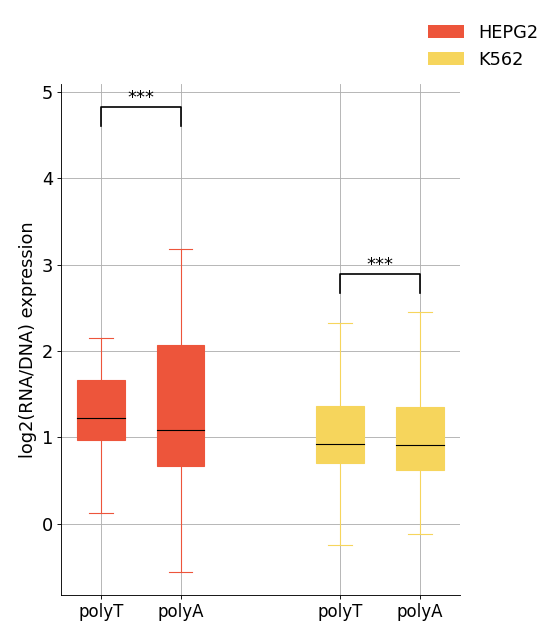 HEPG2
K562
5
***
4
3
***
2
1
0
log2(RNA/DNA) expression
polyT polyA polyT polyA